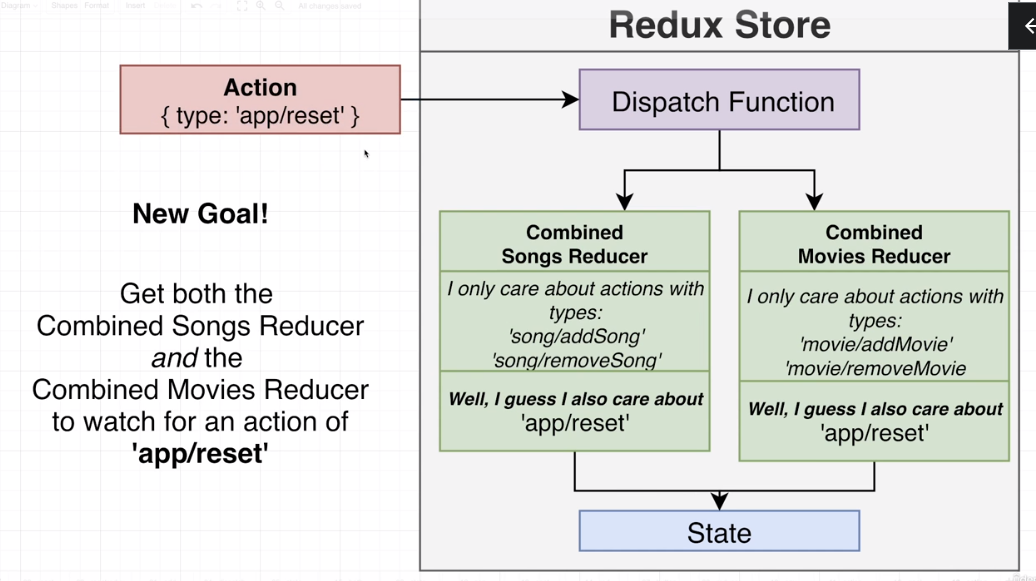 Diagram Shapes Format Insert All changes saved
Redux Store
Action
{ type: 'app/reset' }
Dispatch Function
New Goal!
Get both the
Combined Songs Reducer
and the
Combined Movies Reducer
to watch for an action of
'app/reset'
Combined
Songs Reducer
I only care about actions with
types:
'song/addSong'
'song/removeSong'
Well, I guess I also care about
'app/reset'
Combined
Movies Reducer
I only care about actions with
types:
'movie/addMovie'
'movie/removeMovie
Well, I guess I also care about
'app/reset'
State